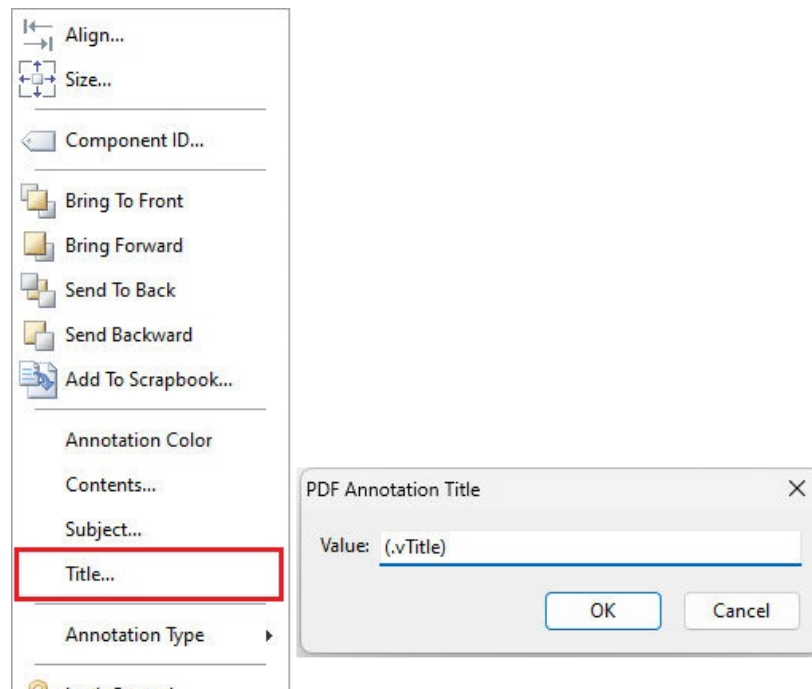 Align...
Size...
Component ID...
Bring To Front
Bring Forward
Send To Back
Send Backward
Add To Scrapbook...
Annotation Color
Contents...
Subject...
Title...
Annotation Type
PDF Annotation Title
Value: (.vTitle)
OK Cancel